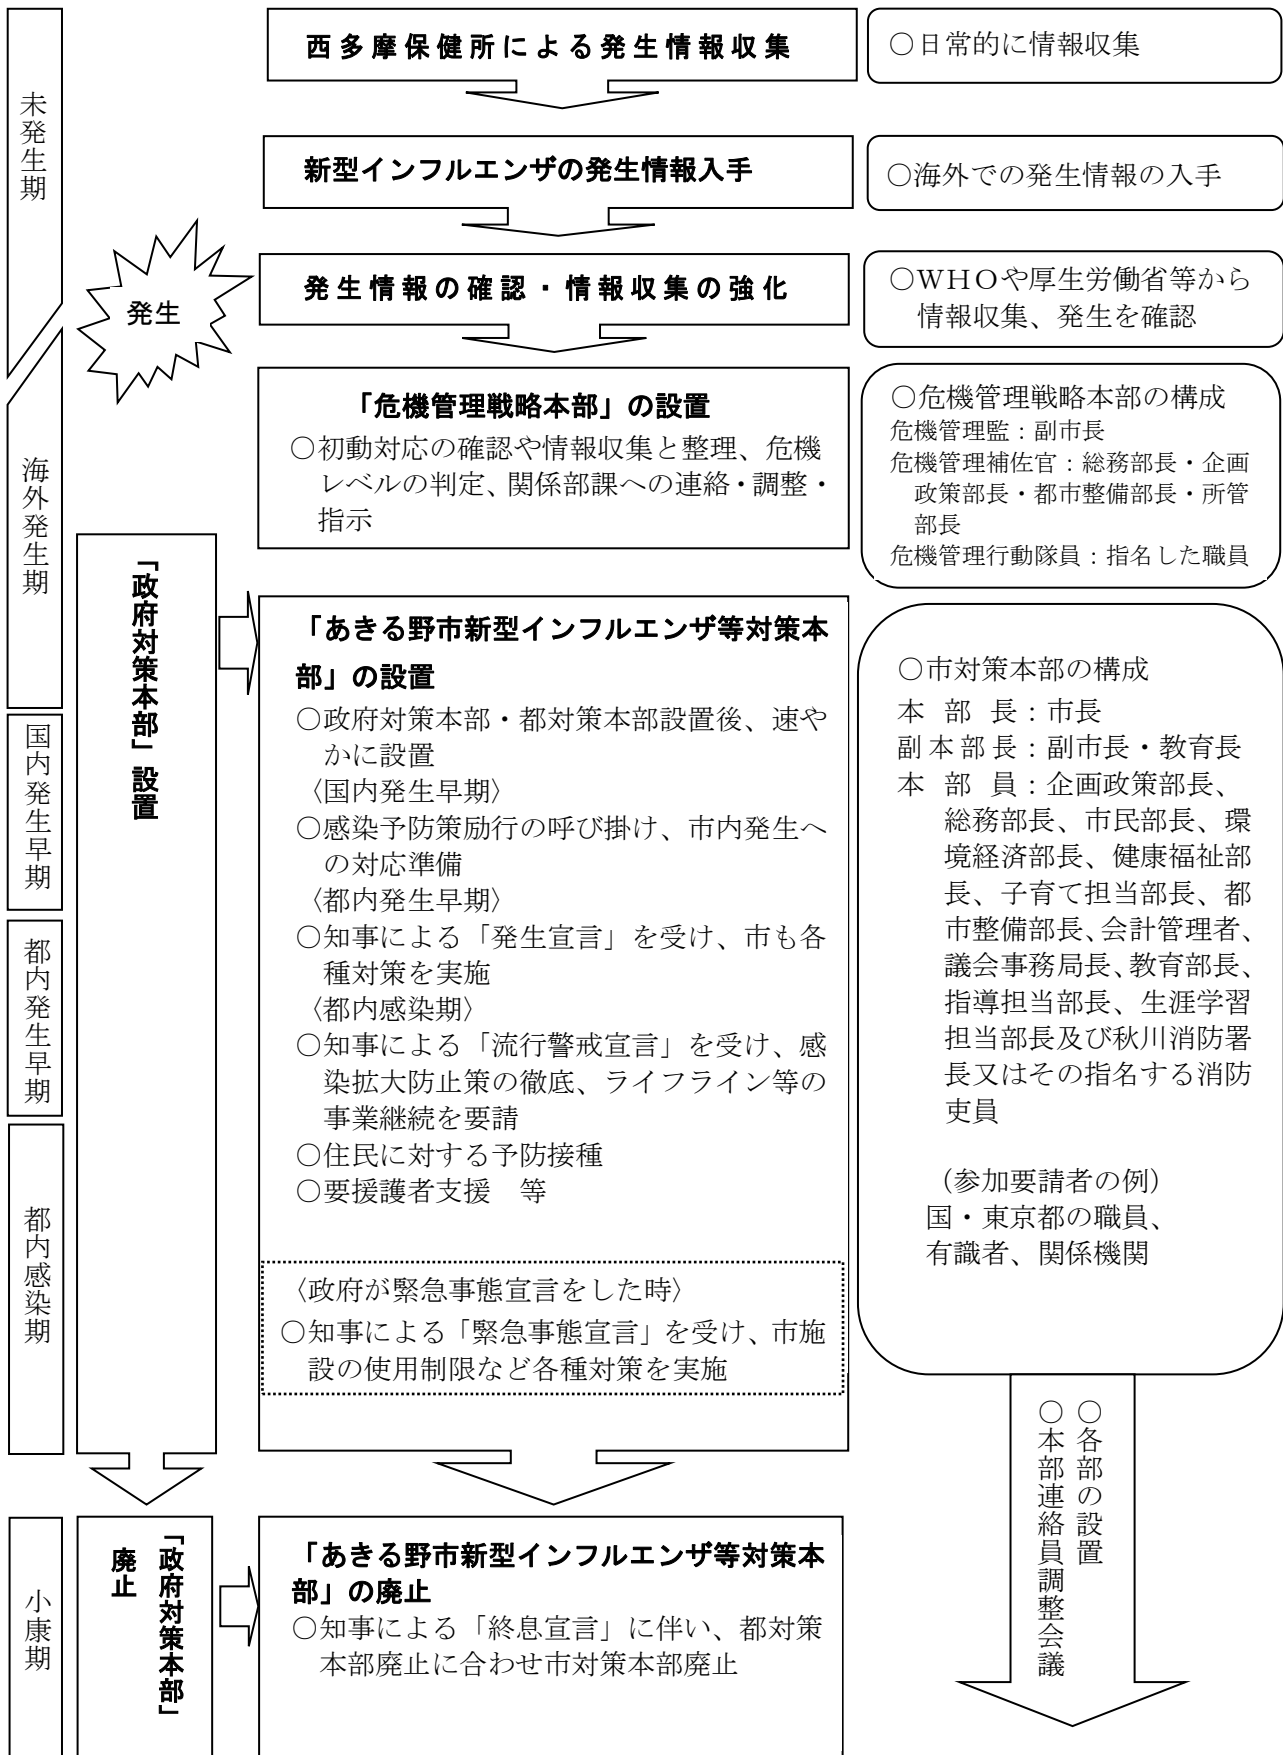 未発生期
西多摩保健所による発生情報収集
○日常的に情報収集
新型インフルエンザの発生情報入手
○海外での発生情報の入手
発生
発生情報の確認・情報収集の強化
○WHOや厚生労働省等から
情報収集、発生を確認
海外発生期
「危機管理戦略本部」の設置
○初動対応の確認や情報収集と整理、危機
レベルの判定、関係部課への連絡・調整・
指示
○危機管理戦略本部の構成
危機管理監：副市長
危機管理補佐官：総務部長・企画
政策部長・都市整備部長・所管
部長
危機管理行動隊員：指名した職員
「政府対策本部」設置
「あきる野市新型インフルエンザ等対策本
部」の設置
○政府対策本部・都対策本部設置後、速や
かに設置
〈国内発生早期〉
○感染予防策励行の呼び掛け、市内発生へ
の対応準備
〈都内発生早期〉
○知事による「発生宣言」を受け、市も各
種対策を実施
〈都内感染期〉
○知事による「流行警戒宣言」を受け、感
染拡大防止策の徹底、ライフライン等の
事業継続を要請
○住民に対する予防接種
○要援護者支援　等
〈政府が緊急事態宣言をした時〉
○知事による「緊急事態宣言」を受け、市施
設の使用制限など各種対策を実施
○市対策本部の構成
本　部　長：市長
副本部長：副市長・教育長
本　部　員：企画政策部長、
総務部長、市民部長、環
境経済部長、健康福祉部
長、子育て担当部長、都
市整備部長、会計管理者、
議会事務局長、教育部長、
指導担当部長、生涯学習
担当部長及び秋川消防署
長又はその指名する消防
吏員
（参加要請者の例）
国・東京都の職員、
有識者、関係機関
国内発生早期
都内発生早期
都内感染期
○各部の設置
○本部連絡員調整会議
小康期
「政府対策本部」
廃止
「あきる野市新型インフルエンザ等対策本
部」の廃止
○知事による「終息宣言」に伴い、都対策
本部廃止に合わせ市対策本部廃止